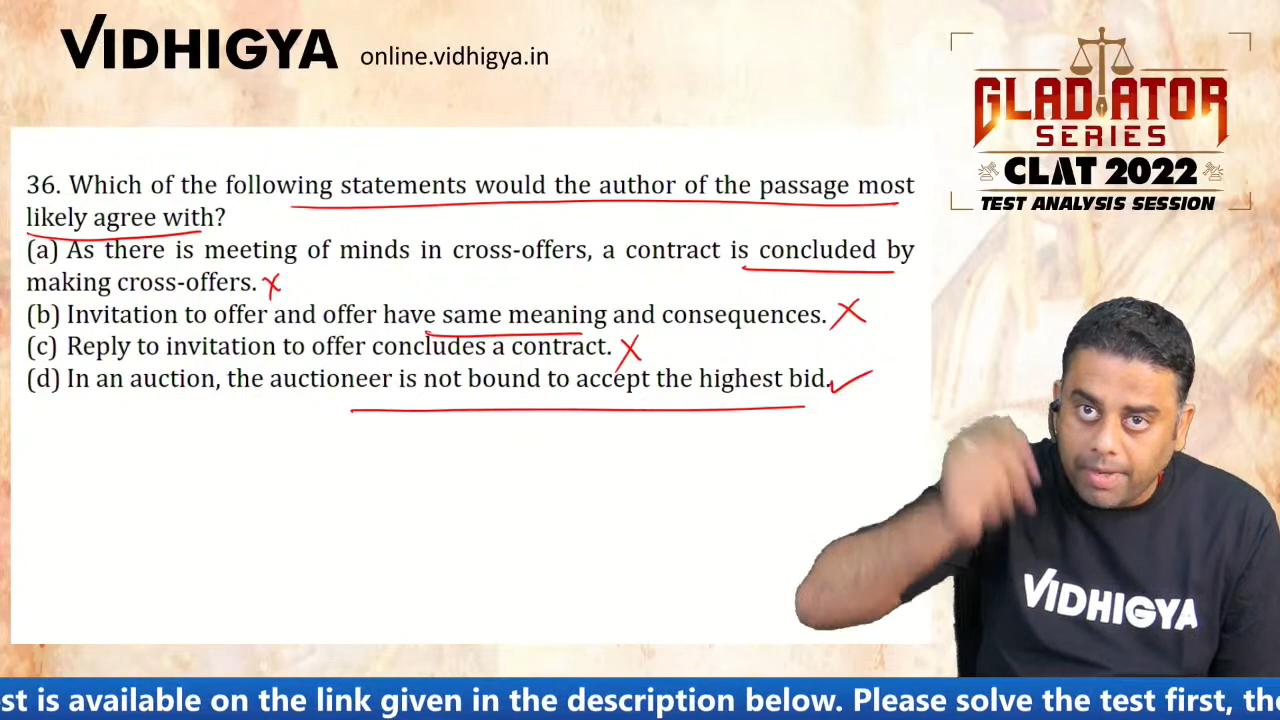 VIDHIGYA online.vidhigya.in
GLADIATOR
SERIES
CLAT 2022
TEST ANALYSIS SESSION
36. Which of the following statements would the author of the passage most
likely agree with?
(a) As there is meeting of minds in cross-offers, a contract is concluded by
making cross-offers.
(b) Invitation to offer and offer have same meaning and consequences.
(c) Reply to invitation to offer concludes a contract.
(d) In an auction, the auctioneer is not bound to accept the highest bid.
VIDHIGYA
st is available on the link given in the description below. Please solve the test first, th